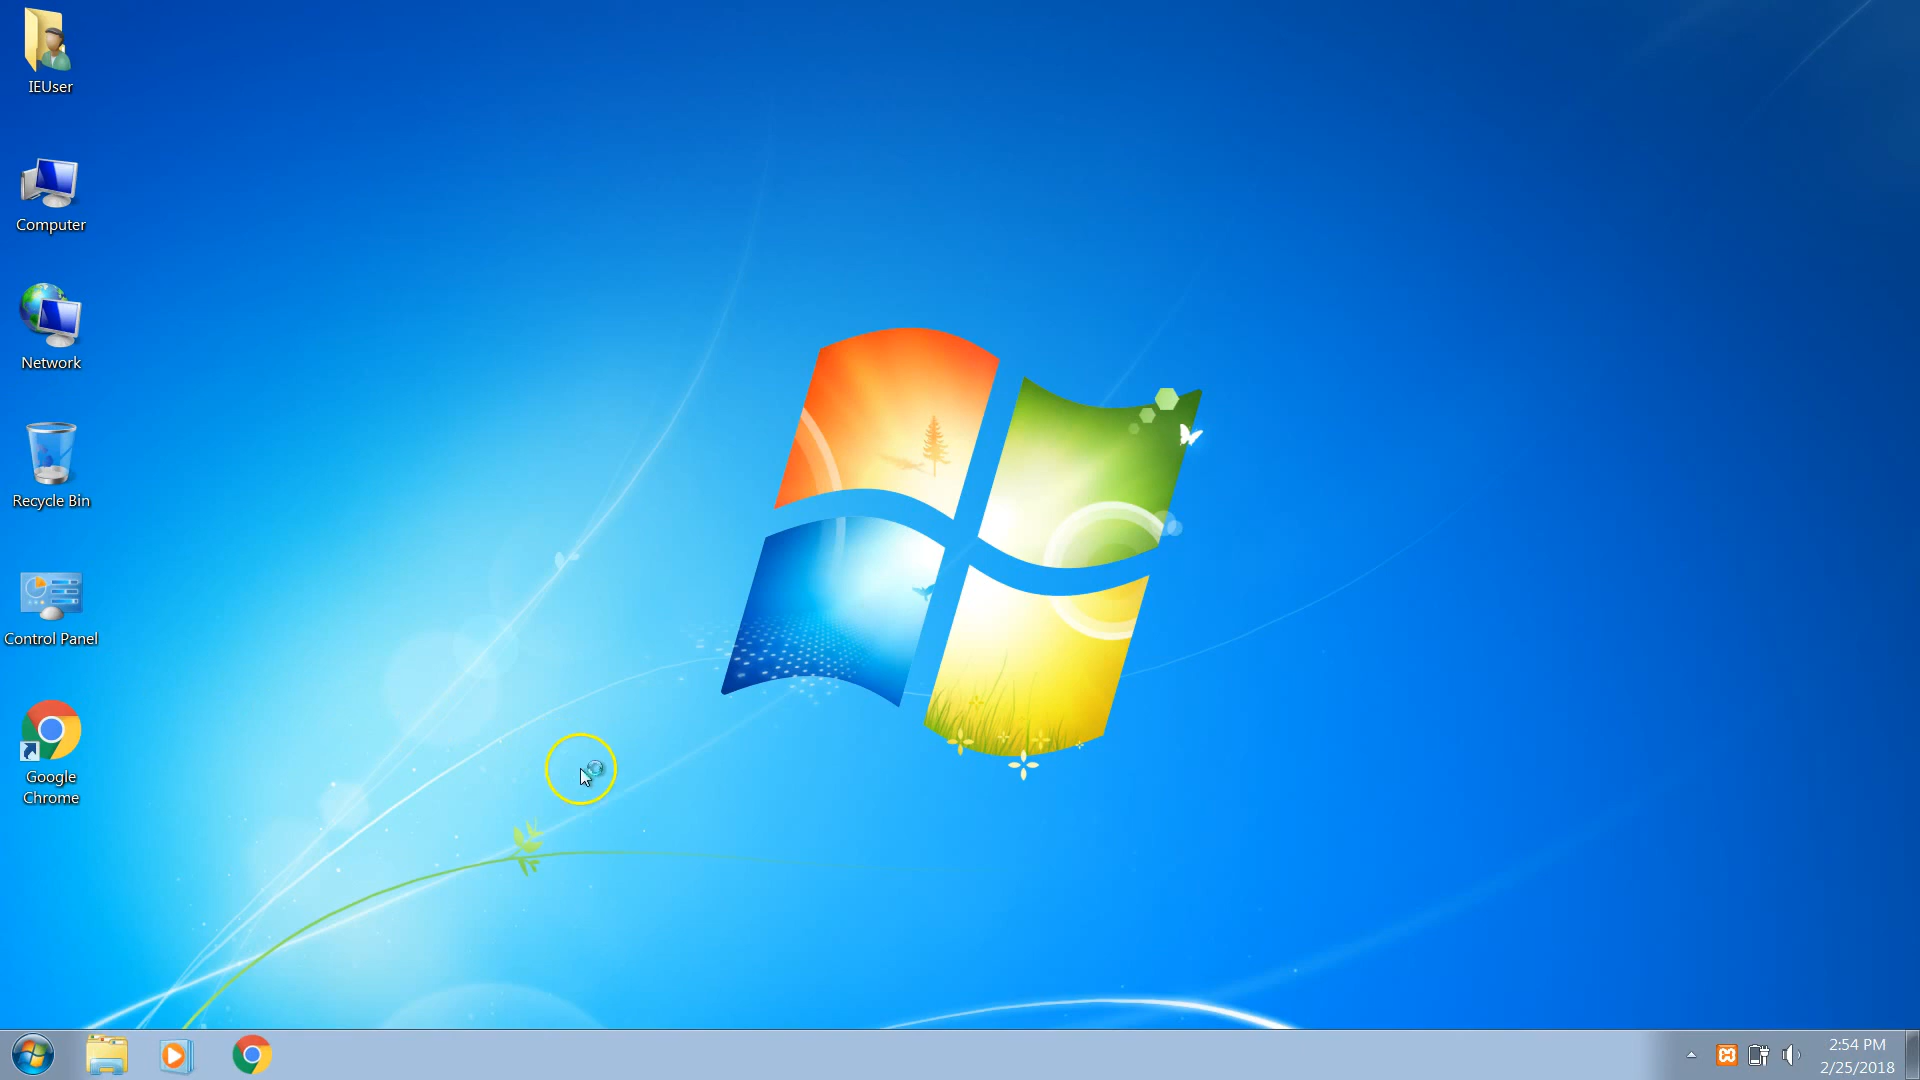 IEUser
Computer
Network
Recycle Bin
Control Panel
Google
Chrome
2:54 PM
2/25/2018